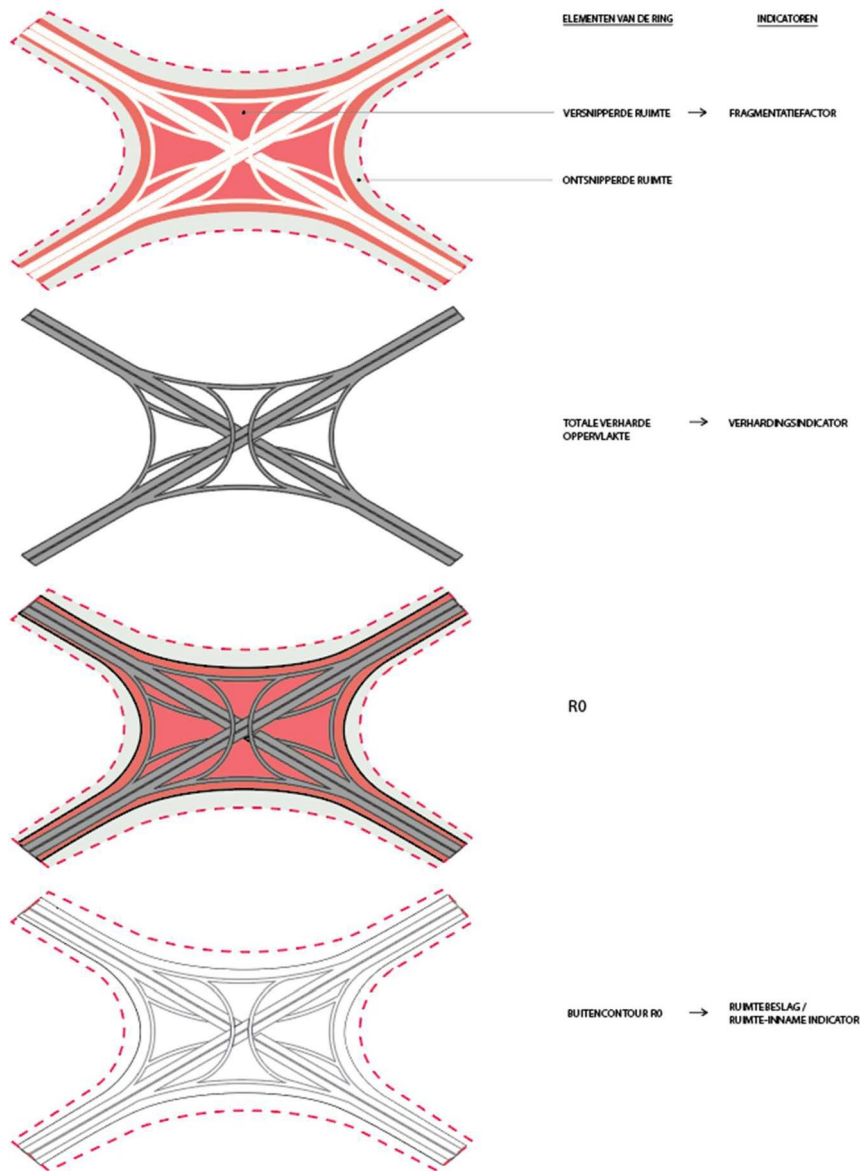 ELEMENTEN VAN DE RING
INDICATOREN
VERSNIPPERDE RUIMTE → FRAGMENTATIEFACTOR
ONTSNIPPERDE RUIMTE
TOTALE VERHARDE → VERHARDINGSINDICATOR
OPPERVLAKTE
R0
BUITENCONTOUR R0 → RUIMTEBESLAG /
RUIMTE-INNAME INDICATOR